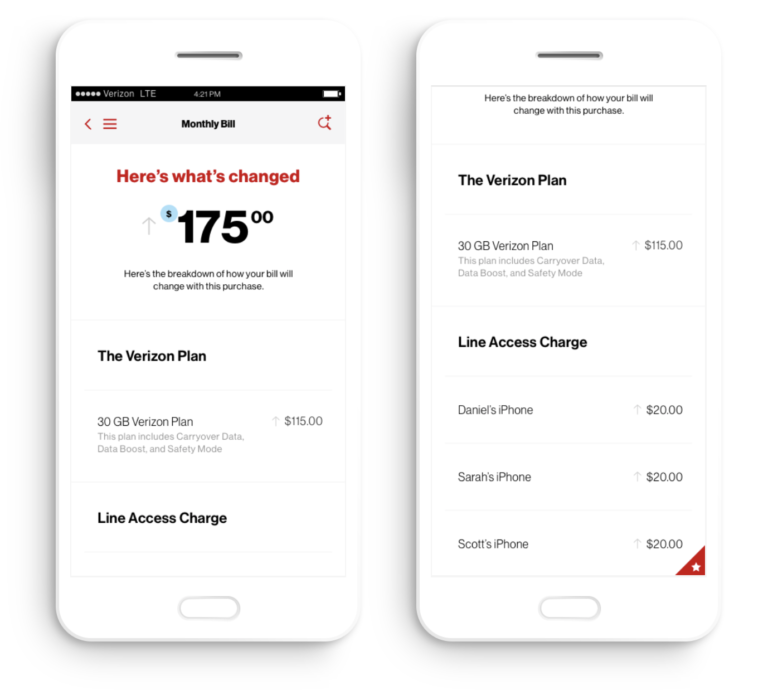 Verizon LTE 4:21 PM
Monthly Bill
Here's what's changed
$175 00
Here's the breakdown of how your bill will
change with this purchase.
The Verizon Plan
30 GB Verizon Plan $115.00
This plan includes Carryover Data,
Data Boost, and Safety Mode
Line Access Charge
Here's the breakdown of how your bill will
change with this purchase.
The Verizon Plan
30 GB Verizon Plan ↑ $115.00
This plan includes Carryover Data,
Data Boost, and Safety Mode
Line Access Charge
Daniel's iPhone ↑ $20.00
Sarah's iPhone ↑ $20.00
Scott's iPhone ↑ $20.00